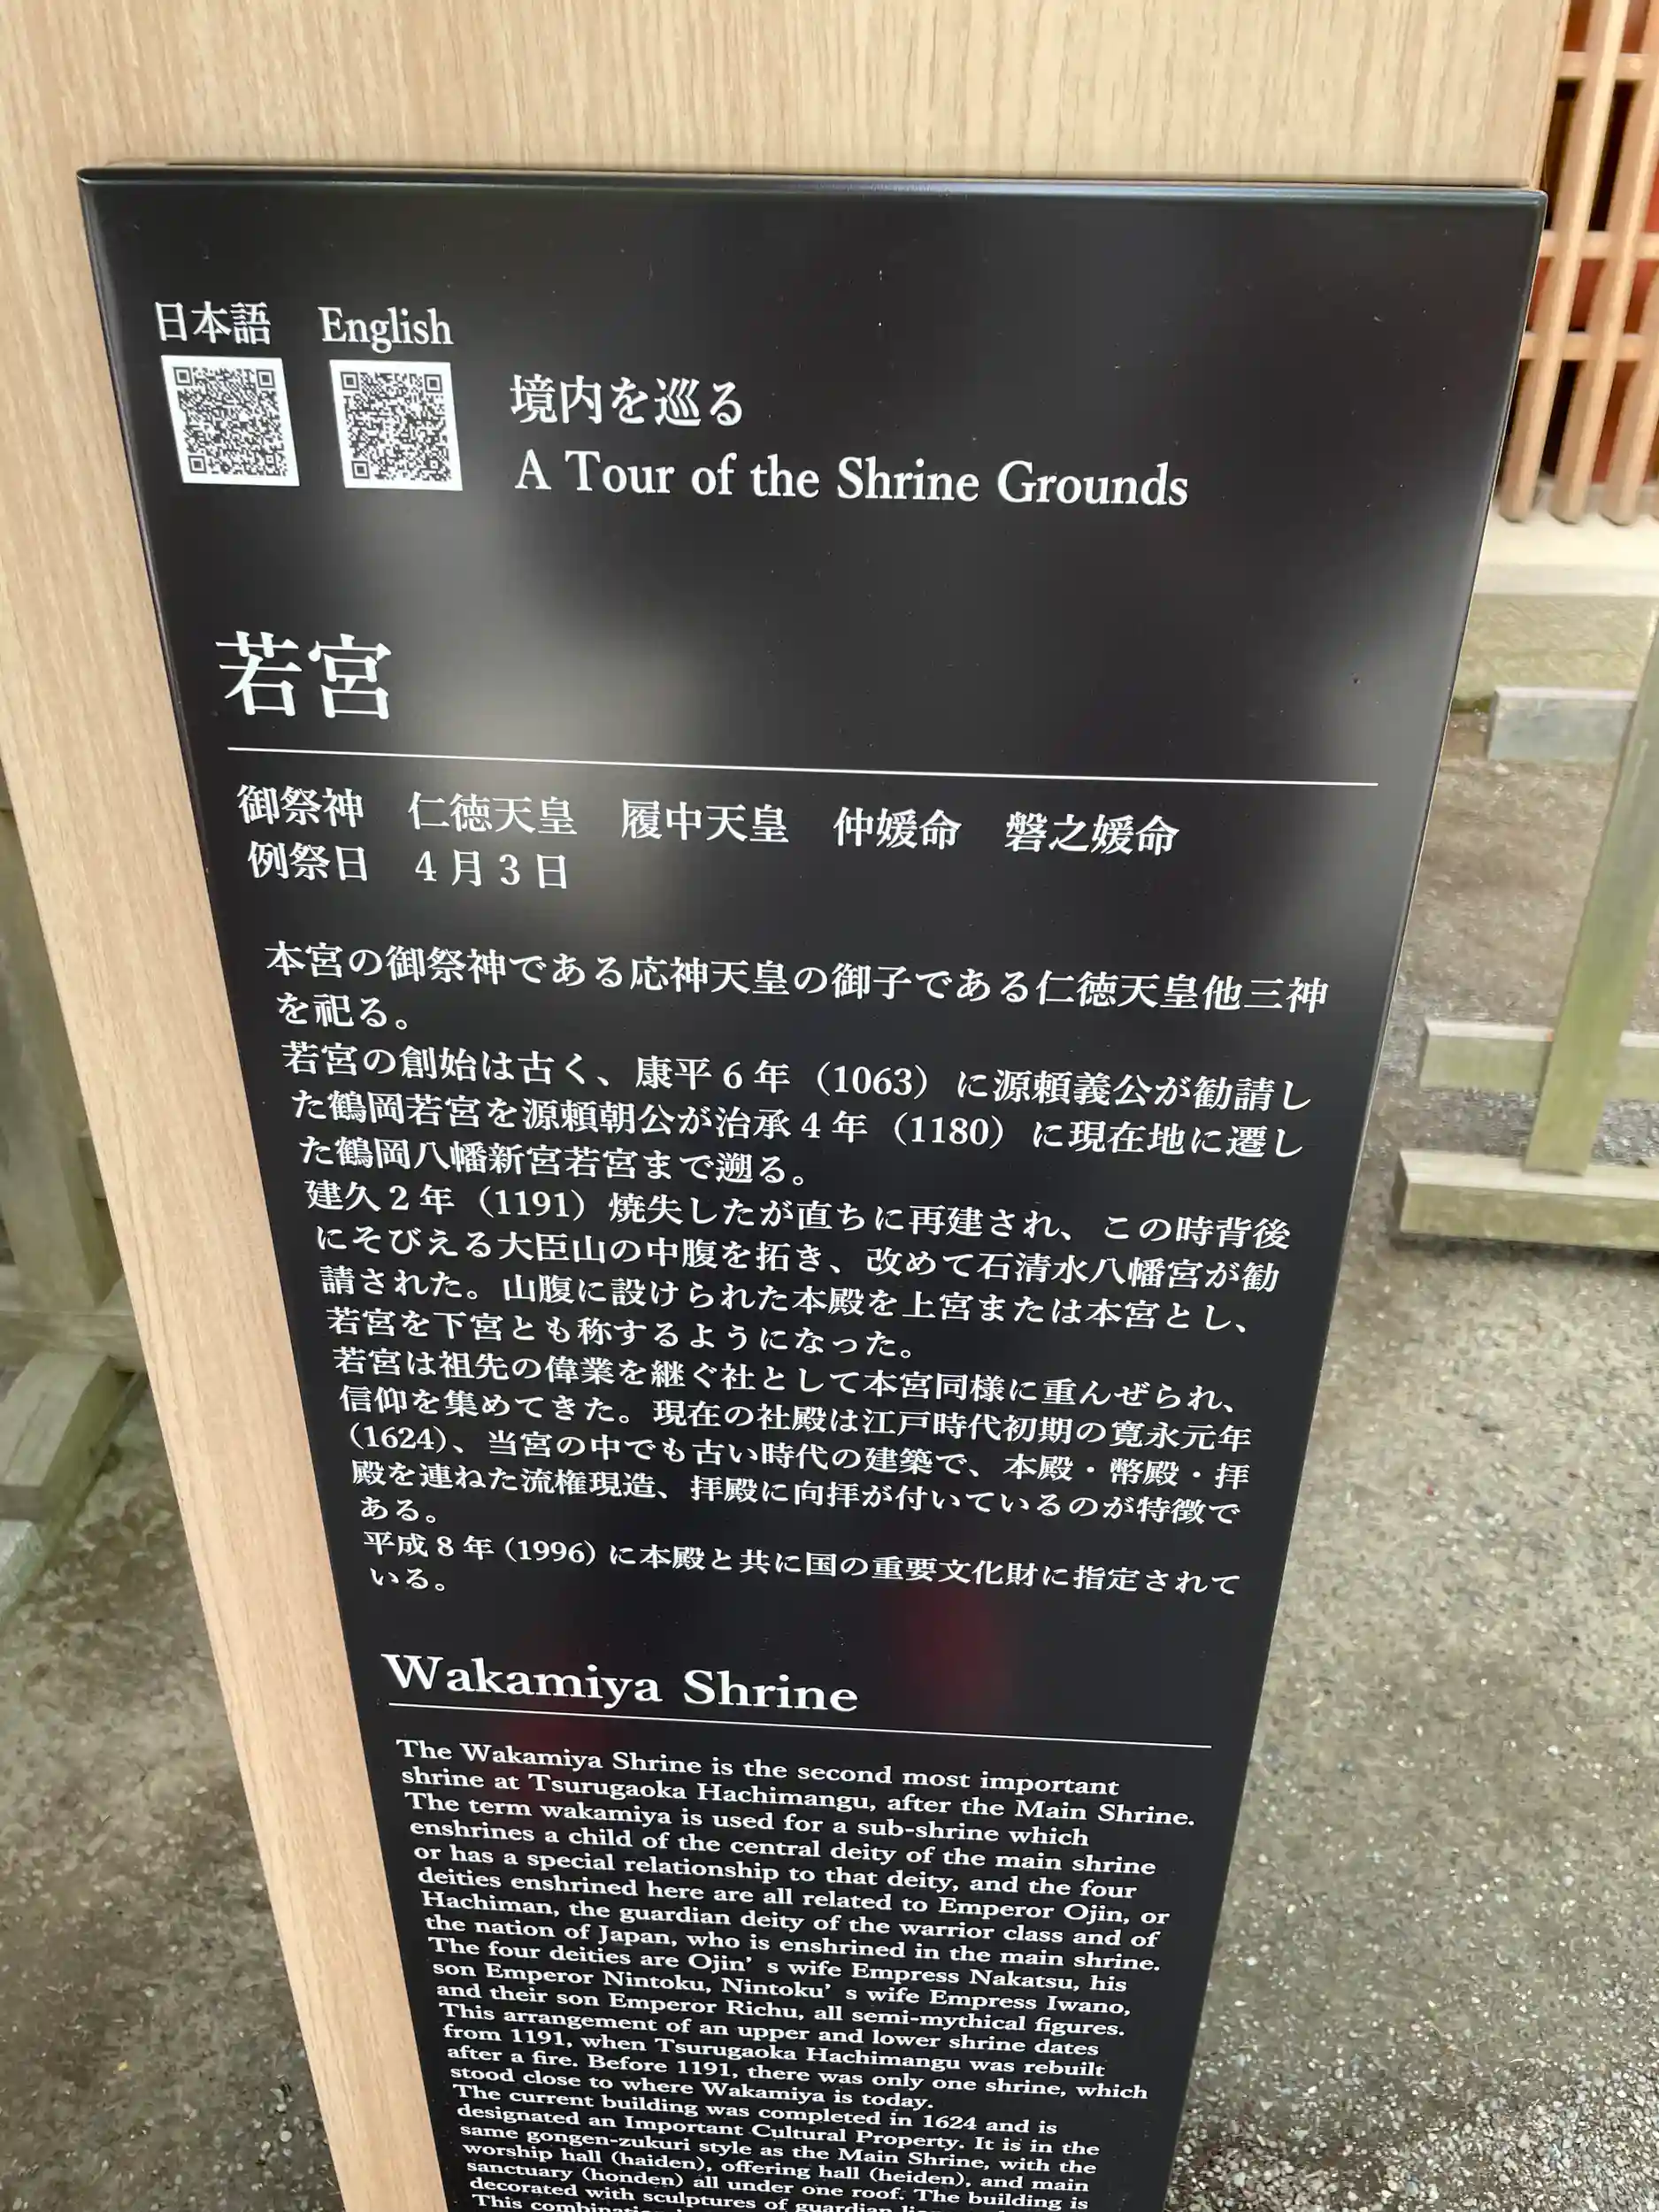 日本語 English
境内を巡る
A Tour of the Shrine Grounds
若宮
御祭神 仁徳天皇 履中天皇 仲媛命 磐之媛命
例祭日 4月3日
本宮の御祭神である応神天皇の御子である仁徳天皇他三神
を祀る。
若宮の創始は古く、康平6年（1063）に源頼義公が勧請し
た鶴岡若宮を源頼朝公が治承4年（1180）に現在地に遷し
た鶴岡八幡新宮若宮まで遡る。
建久2年（1191）焼失したが直ちに再建され、この時背後
にそびえる大臣山の中腹を拓き、改めて石清水八幡宮が勧
請された。山腹に設けられた本殿を上宮または本宮とし、
若宮を下宮とも称するようになった。
若宮は祖先の偉業を継ぐ社として本宮同様に重んぜられ、
信仰を集めてきた。現在の社殿は江戸時代初期の寛永元年
（1624）、当宮の中でも古い時代の建築で、本殿・幣殿・拝
殿を連ねた流権現造、拝殿に向拝が付いているのが特徴で
ある。
平成8年（1996）に本殿と共に国の重要文化財に指定されて
いる。
Wakamiya Shrine
The Wakamiya Shrine is the second most important
shrine at Tsurugaoka Hachimangu, after the Main Shrine.
The term wakamiya is used for a sub-shrine which
enshrines a child of the central deity of the main shrine
or has a special relationship to that deity, and the four
deities enshrined here are all related to Emperor Ojin, or
Hachiman, the guardian deity of the warrior class and of
the nation of Japan, who is enshrined in the main shrine.
The four deities are Ojin's wife Empress Nakatsu, his
son Emperor Nintoku, Nintoku's wife Empress Iwano,
and their son Emperor Richu, all semi-mythical figures.
This arrangement of an upper and lower shrine dates
from 1191, when Tsurugaoka Hachimangu was rebuilt
after a fire. Before 1191, there was only one shrine, which
stood close to where Wakamiya is today.
The current building was completed in 1624 and is
designated an Important Cultural Property. It is in the
same gongen-zukuri style as the Main Shrine, with the
worship hall (haiden), offering hall (heiden), and main
sanctuary (honden) all under one roof. The building is
decorated with sculptures of guardian
This